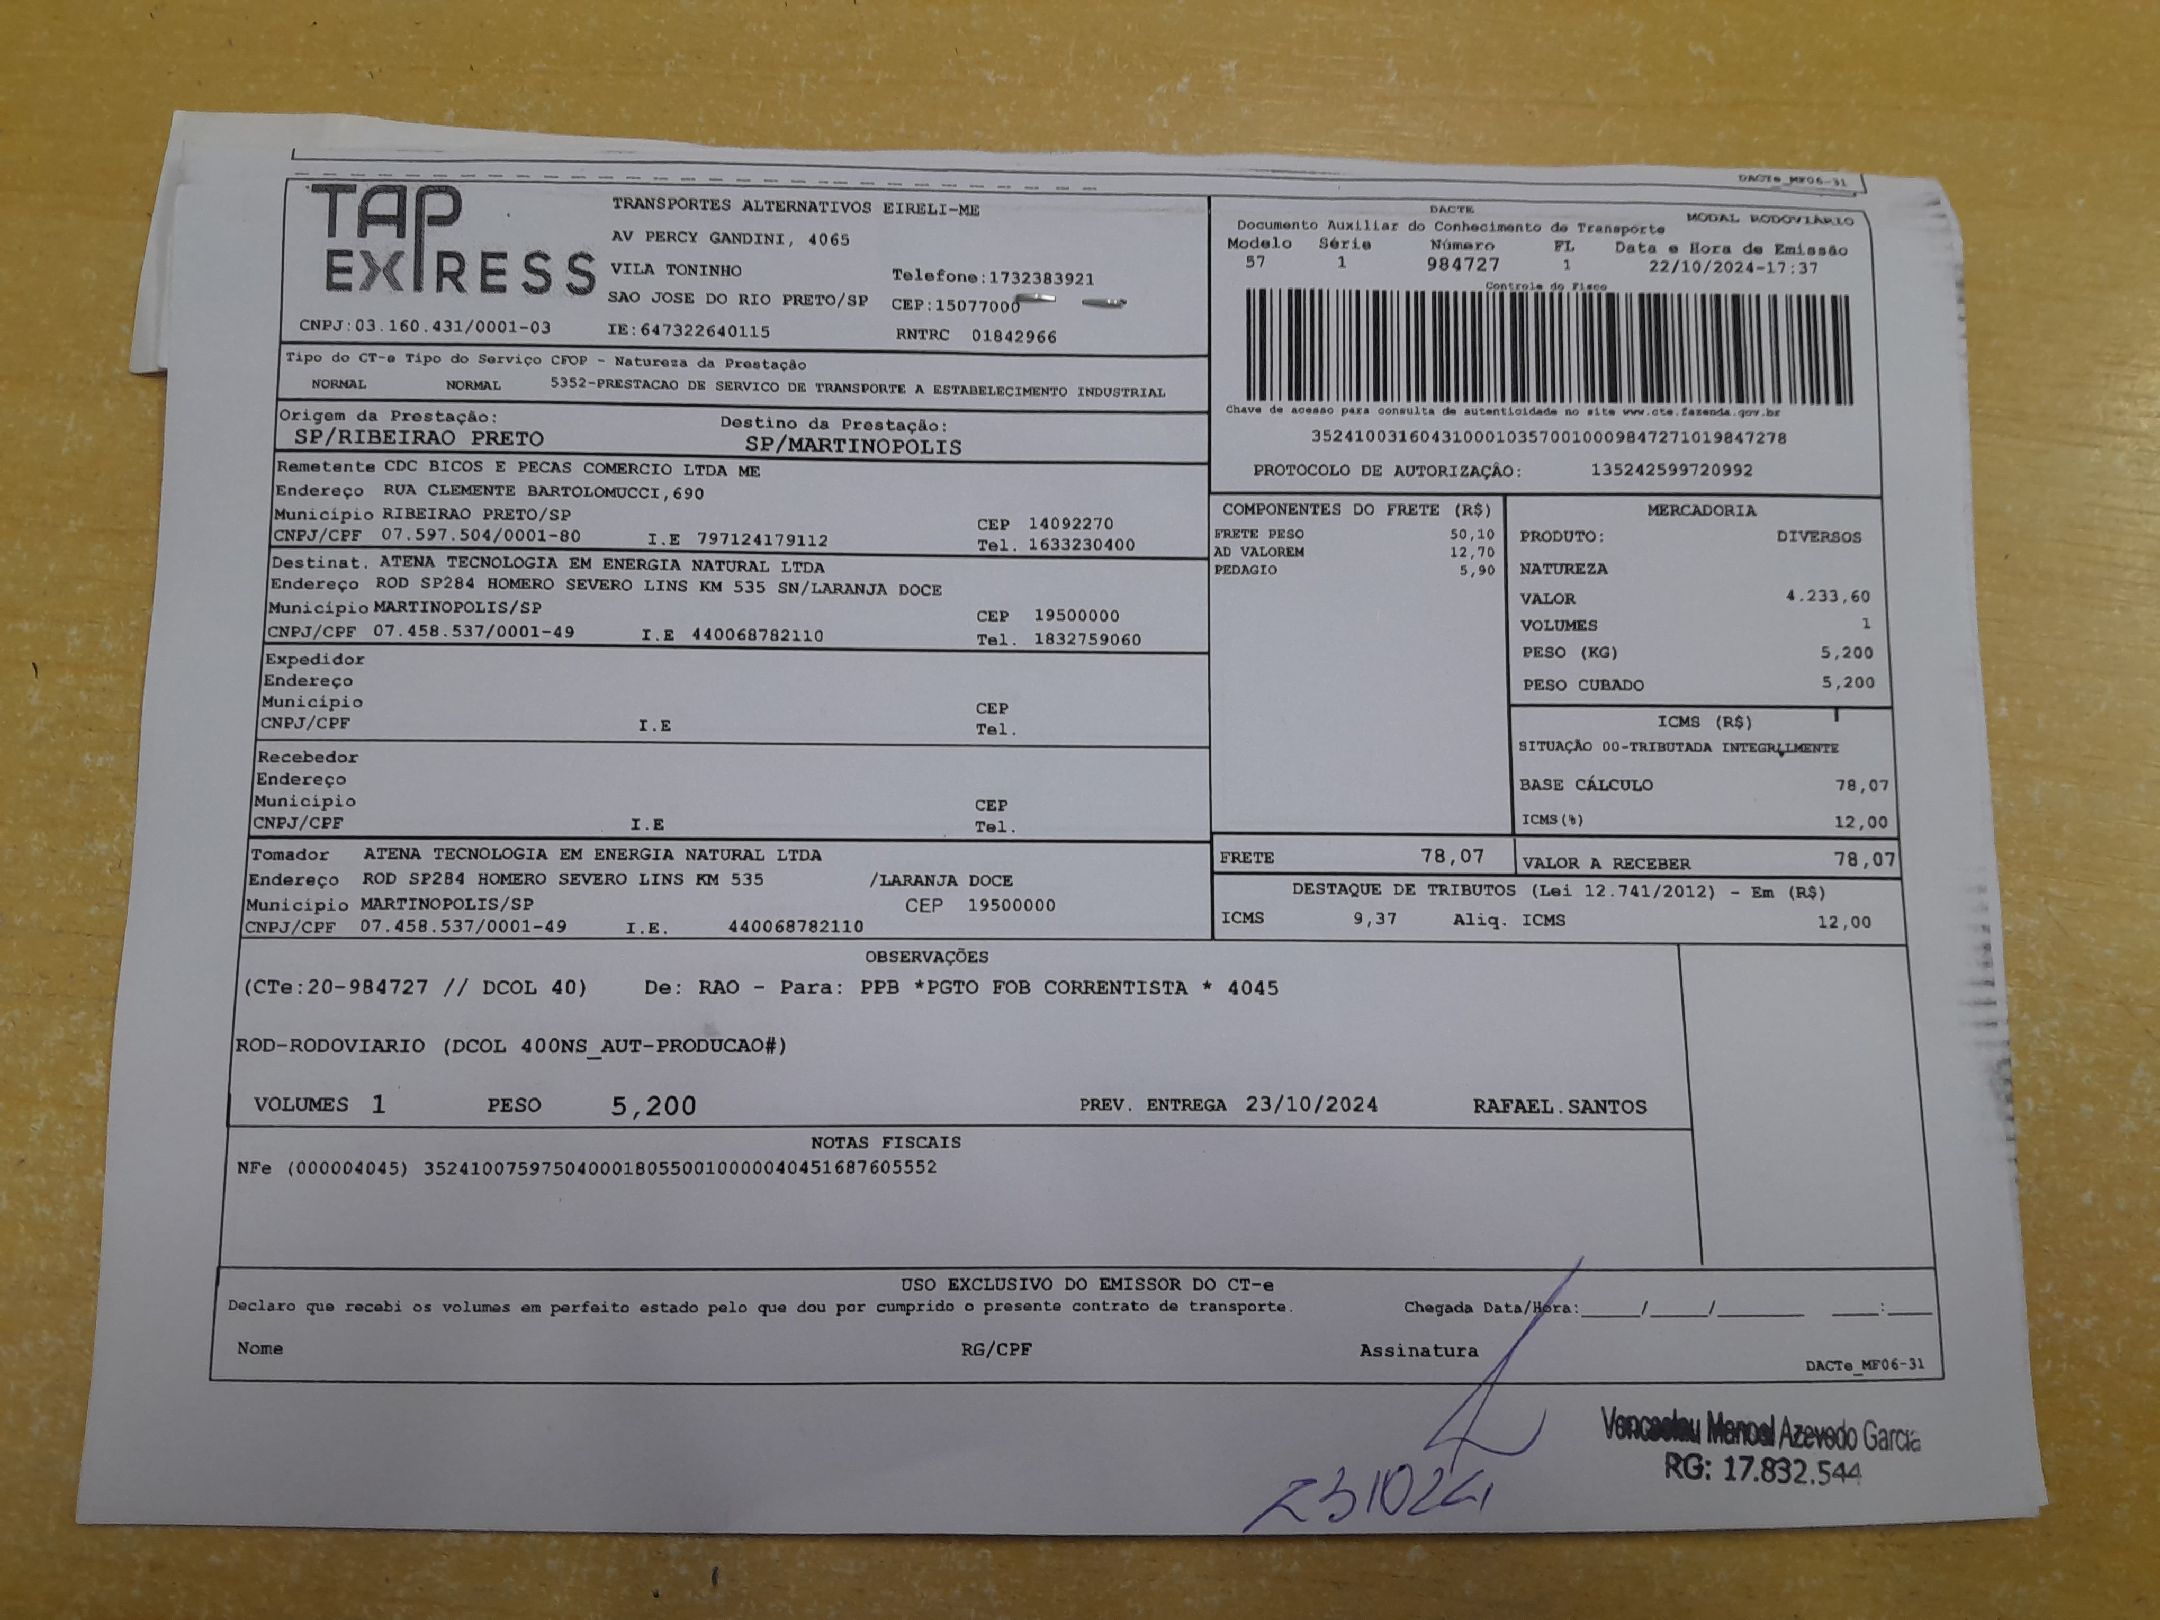 DACTe_MF06-31
TAP EXPRESS
TRANSPORTES ALTERNATIVOS EIRELI-ME
AV PERCY GANDINI, 4065
VILA TONINHO Telefone:1732383921
SAO JOSE DO RIO PRETO/SP CEP:15077000
CNPJ:03.160.431/0001-03 IE:647322640115 RNTRC 01842966
DACTE MODAL RODOVIÁRIO
Documento Auxiliar do Conhecimento de Transporte
Modelo Série Número FL Data e Hora de Emissão
57 1 984727 1 22/10/2024-17:37
Controle do Fisco
Chave de acesso para consulta de autenticidade no site www.cte.fazenda.gov.br
35241003160431000103570010009847271019847278
PROTOCOLO DE AUTORIZAÇÃO: 135242599720992
Tipo do CT-e Tipo do Serviço CFOP - Natureza da Prestação
NORMAL NORMAL 5352-PRESTACAO DE SERVICO DE TRANSPORTE A ESTABELECIMENTO INDUSTRIAL
Origem da Prestação: Destino da Prestação:
SP/RIBEIRAO PRETO SP/MARTINOPOLIS
Remetente CDC BICOS E PECAS COMERCIO LTDA ME
Endereço RUA CLEMENTE BARTOLOMUCCI,690
Município RIBEIRAO PRETO/SP CEP 14092270
CNPJ/CPF 07.597.504/0001-80 I.E 797124179112 Tel. 1633230400
Destinat. ATENA TECNOLOGIA EM ENERGIA NATURAL LTDA
Endereço ROD SP284 HOMERO SEVERO LINS KM 535 SN/LARANJA DOCE
Município MARTINOPOLIS/SP CEP 19500000
CNPJ/CPF 07.458.537/0001-49 I.E 440068782110 Tel. 1832759060
Expedidor
Endereço
Município CEP
CNPJ/CPF I.E Tel.
Recebedor
Endereço
Município CEP
CNPJ/CPF I.E Tel.
Tomador ATENA TECNOLOGIA EM ENERGIA NATURAL LTDA
Endereço ROD SP284 HOMERO SEVERO LINS KM 535 /LARANJA DOCE
Município MARTINOPOLIS/SP CEP 19500000
CNPJ/CPF 07.458.537/0001-49 I.E. 440068782110
COMPONENTES DO FRETE (R$)
FRETE PESO 50,10
AD VALOREM 12,70
PEDAGIO 5,90
MERCADORIA
PRODUTO: DIVERSOS
NATUREZA
VALOR 4.233,60
VOLUMES 1
PESO (KG) 5,200
PESO CUBADO 5,200
ICMS (R$)
SITUAÇÃO 00-TRIBUTADA INTEGRALMENTE
BASE CÁLCULO 78,07
ICMS(%) 12,00
FRETE 78,07 VALOR A RECEBER 78,07
DESTAQUE DE TRIBUTOS (Lei 12.741/2012) - Em (R$)
ICMS 9,37 Aliq. ICMS 12,00
OBSERVAÇÕES
(CTe:20-984727 // DCOL 40) De: RAO - Para: PPB *PGTO FOB CORRENTISTA * 4045
ROD-RODOVIARIO (DCOL 400NS_AUT-PRODUCAO#)
VOLUMES 1 PESO 5,200 PREV. ENTREGA 23/10/2024 RAFAEL.SANTOS
NOTAS FISCAIS
NFe (000004045) 35241007597504000180550010000040451687605552
USO EXCLUSIVO DO EMISSOR DO CT-e
Declaro que recebi os volumes em perfeito estado pelo que dou por cumprido o presente contrato de transporte. Chegada Data/Hora:_____/_____/_______ ____:____
Nome RG/CPF Assinatura
DACTe_MF06-31
231024
Manoel Azevedo Garcia
RG: 17.832.544